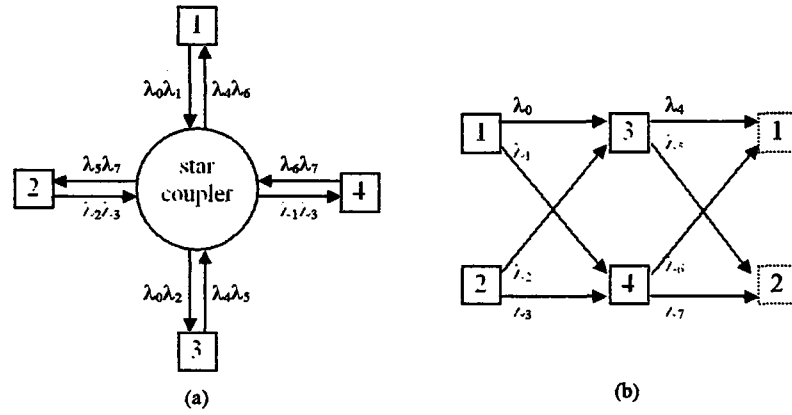 1
λ₀λ₁ λ₄λ₆
star
coupler
λ₅λ₇
2
λ₂λ₃
λ₆λ₇
4
λ₁λ₃
λ₀λ₂ λ₄λ₅
3
(a)
1 λ₀ 3 λ₄ 1
λ₁ λ₅
2 λ₂ 4 λ₆ 2
λ₃ λ₇
(b)